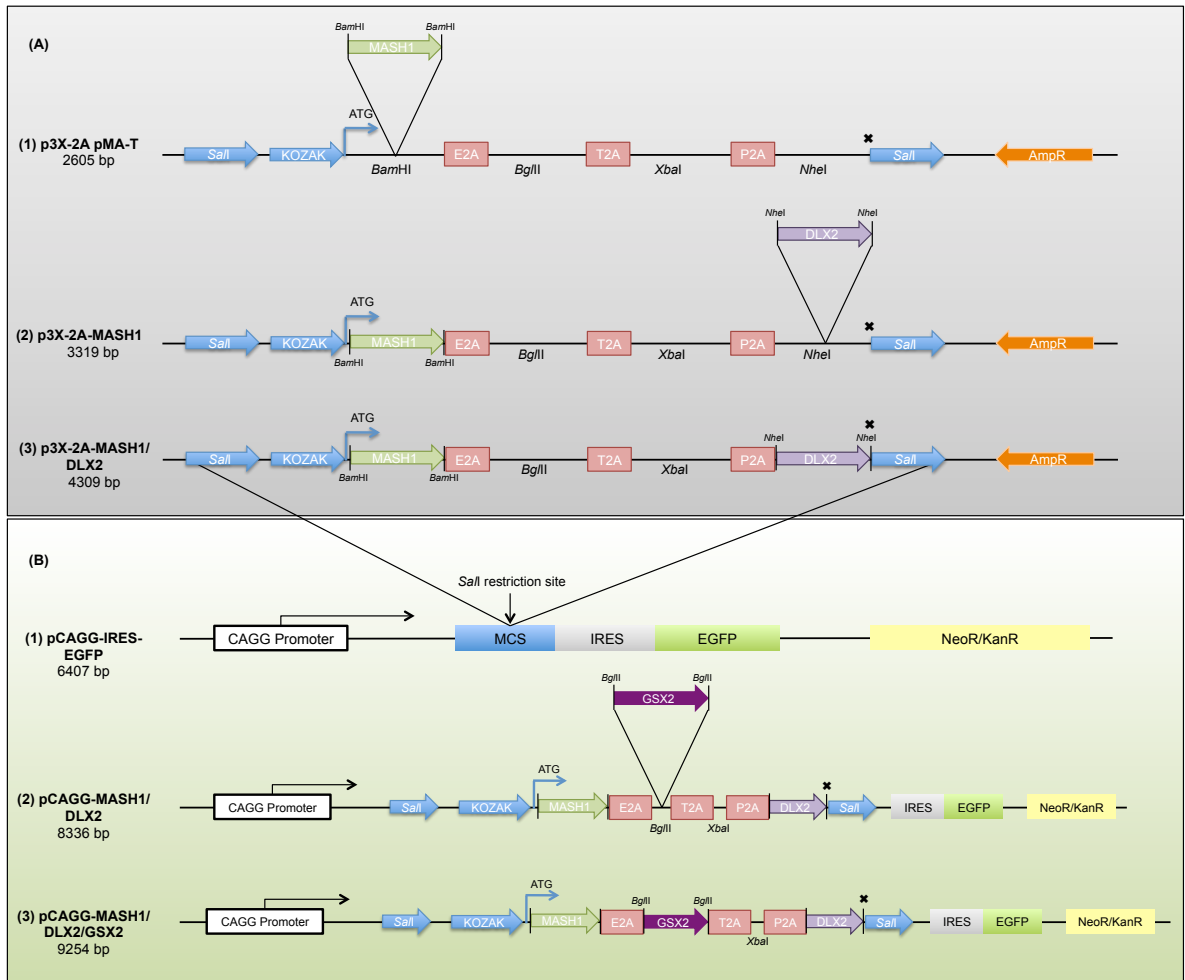 (A)
BamHI BamHI
MASH1
ATG
(1) p3X-2A pMA-T
2605 bp
SalI KOZAK E2A T2A P2A SalI AmpR
BamHI BglII XbaI NheI
NheI NheI
DLX2
ATG
(2) p3X-2A-MASH1
3319 bp
SalI KOZAK MASH1 E2A T2A P2A SalI AmpR
BamHI BamHI BglII XbaI NheI
ATG
(3) p3X-2A-MASH1/
DLX2
4309 bp
NheI NheI
SalI KOZAK MASH1 E2A T2A P2A DLX2 SalI AmpR
BamHI BamHI BglII XbaI
(B)
SalI restriction site
(1) pCAGG-IRES-
EGFP
6407 bp
CAGG Promoter MCS IRES EGFP NeoR/KanR
BglII BglII
GSX2
ATG
(2) pCAGG-MASH1/
DLX2
8336 bp
CAGG Promoter SalI KOZAK MASH1 E2A T2A P2A DLX2 SalI IRES EGFP NeoR/KanR
BglII XbaI
ATG
(3) pCAGG-MASH1/
DLX2/GSX2
9254 bp
BglII BglII
CAGG Promoter SalI KOZAK MASH1 E2A GSX2 T2A P2A DLX2 SalI IRES EGFP NeoR/KanR
XbaI